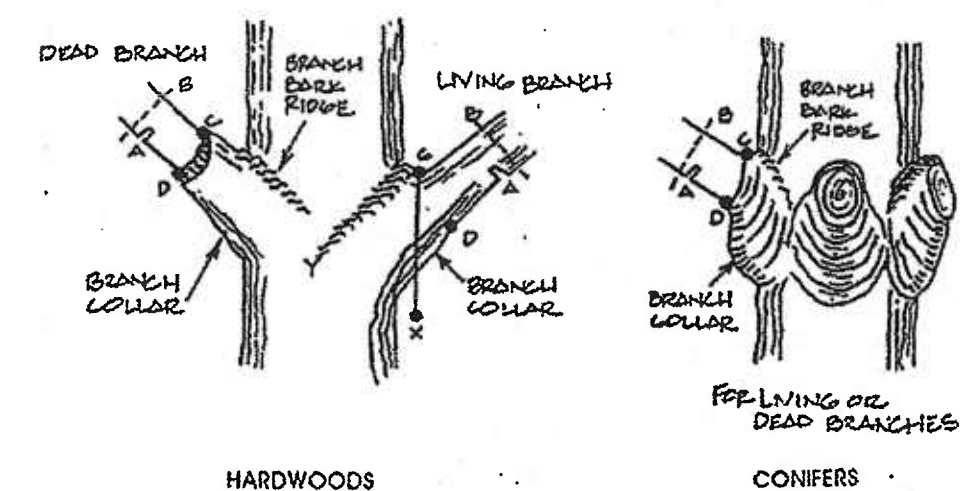 DEAD BRANCH
B
A
C
D
BRANCH
BARK
RIDGE
BRANCH
COLLAR
LIVING BRANCH
B
C
A
D
X
Y
BRANCH
COLLAR
HARDWOODS
B
C
A
D
BRANCH
BARK
RIDGE
BRANCH
COLLAR
FOR LIVING OR
DEAD BRANCHES
CONIFERS